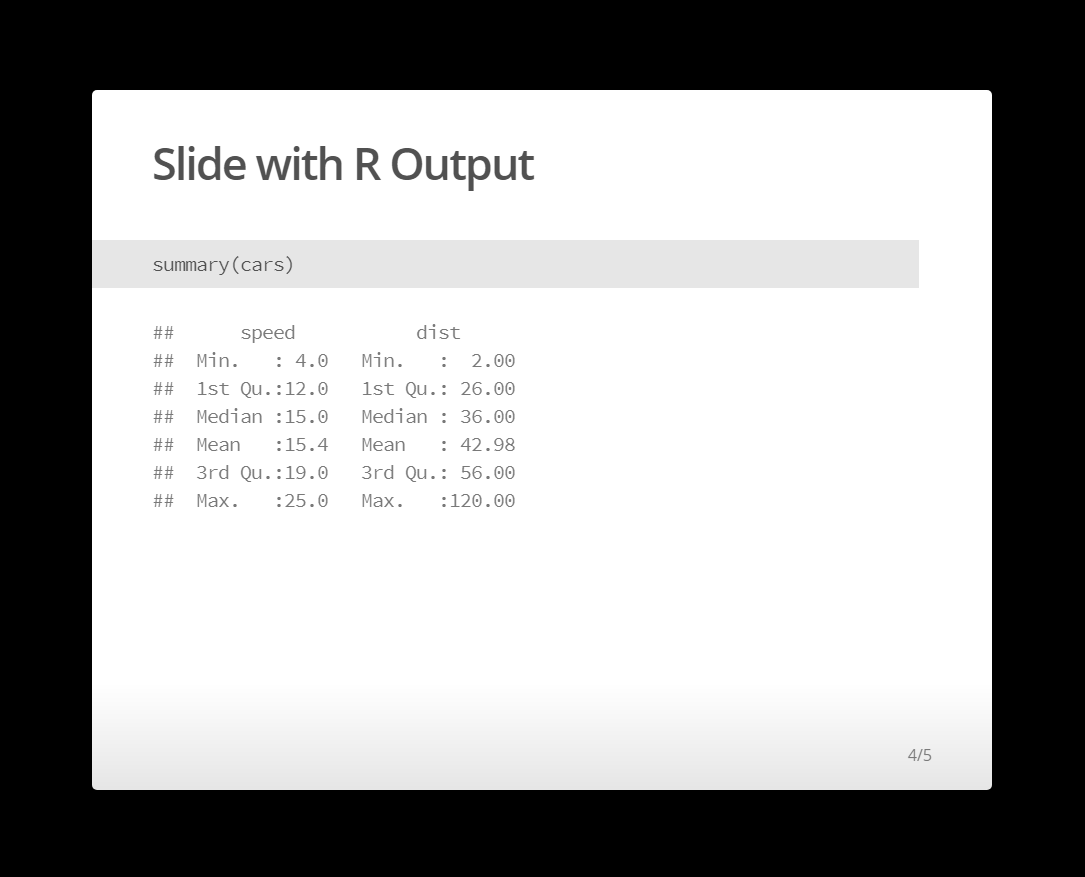 Slide with R Output
summary(cars)
##      speed           dist
##  Min.   : 4.0   Min.   :  2.00
##  1st Qu.:12.0   1st Qu.: 26.00
##  Median :15.0   Median : 36.00
##  Mean   :15.4   Mean   : 42.98
##  3rd Qu.:19.0   3rd Qu.: 56.00
##  Max.   :25.0   Max.   :120.00
4/5